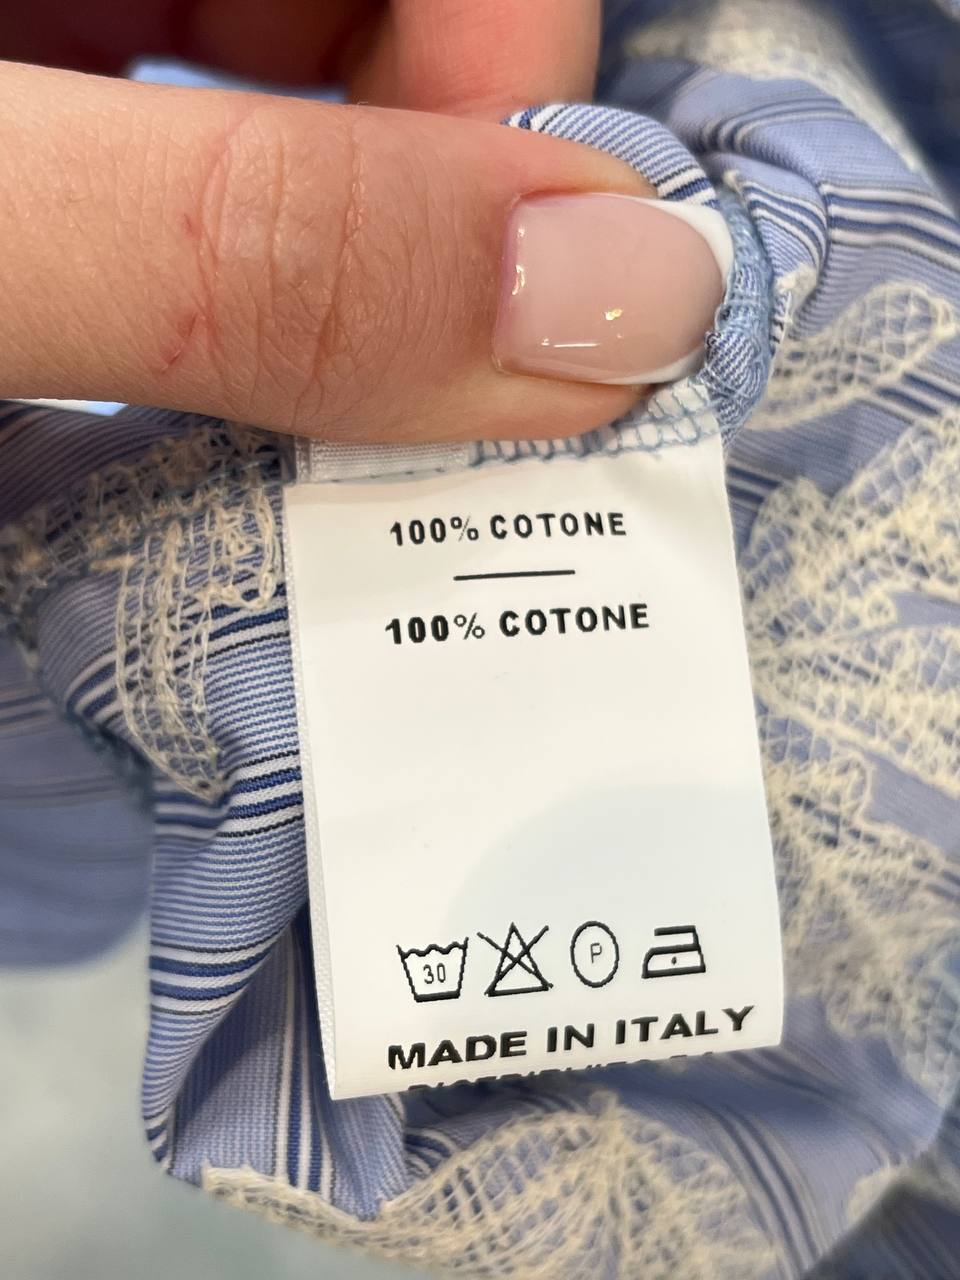 100% COTONE
100% COTONE
30
P
MADE IN ITALY